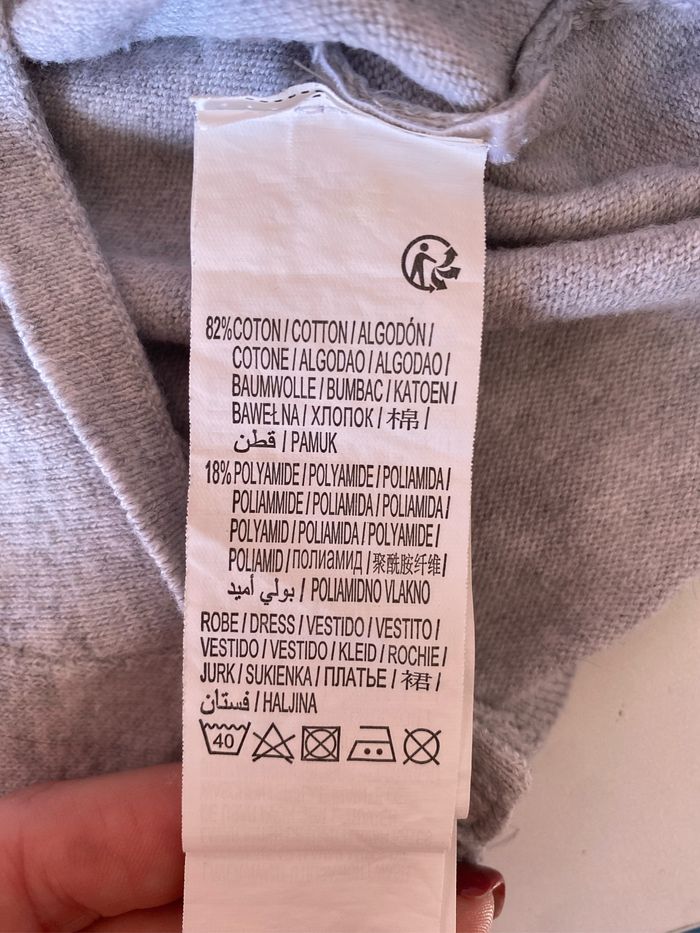 82% COTON / COTTON / ALGODÓN /
COTONE / ALGODAO / ALGODAO /
BAUMWOLLE / BUMBAC / KATOEN /
BAWEŁNA / ХЛОПОК / 棉 /
قطن / PAMUK
18% POLYAMIDE / POLYAMIDE / POLIAMIDA /
POLIAMMIDE / POLIAMIDA / POLIAMIDA /
POLYAMID / POLIAMIDA / POLYAMIDE /
POLIAMID / ПОЛИАМИД / 聚酰胺纤维 /
بولي أميد / POLIAMIDNO VLAKNO
ROBE / DRESS / VESTIDO / VESTITO /
VESTIDO / VESTIDO / KLEID / ROCHIE /
JURK / SUKIENKA / ПЛАТЬЕ / 裙 /
فستان / HALJINA
40